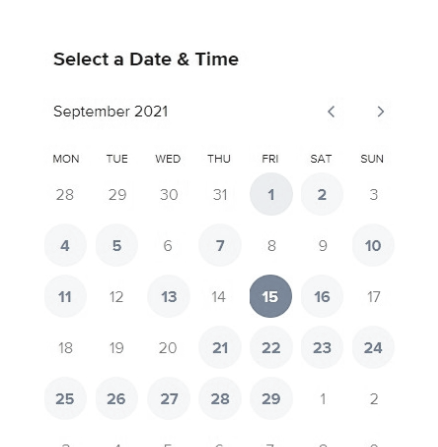 Select a Date & Time
September 2021
MON TUE WED THU FRI SAT SUN
28 29 30 31 1 2 3
4 5 6 7 8 9 10
11 12 13 14 15 16 17
18 19 20 21 22 23 24
25 26 27 28 29 1 2